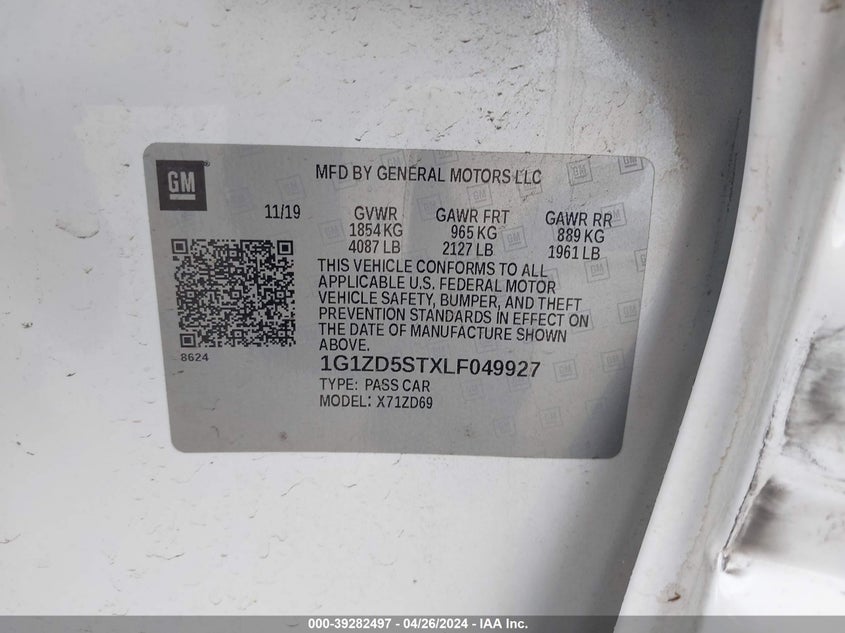 GM
MFD BY GENERAL MOTORS LLC
11/19 GVWR GAWR FRT GAWR RR
1854 KG 965 KG 889 KG
4087 LB 2127 LB 1961 LB
THIS VEHICLE CONFORMS TO ALL
APPLICABLE U.S. FEDERAL MOTOR
VEHICLE SAFETY, BUMPER, AND THEFT
PREVENTION STANDARDS IN EFFECT ON
THE DATE OF MANUFACTURE SHOWN
ABOVE.
8624
1G1ZD5STXLF049927
TYPE: PASS CAR
MODEL: X71ZD69
000-39282497 - 04/26/2024 - IAA, Inc.